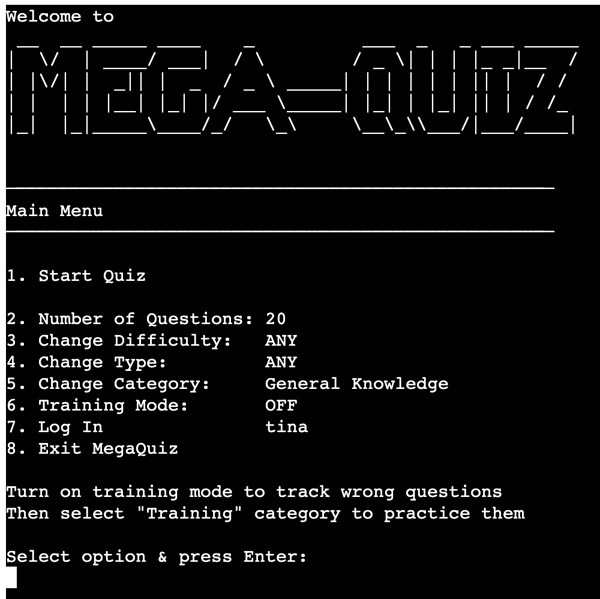 Welcome to
MEGA-QUIZ
Main Menu
1. Start Quiz
2. Number of Questions: 20
3. Change Difficulty: ANY
4. Change Type: ANY
5. Change Category: General Knowledge
6. Training Mode: OFF
7. Log In tina
8. Exit MegaQuiz
Turn on training mode to track wrong questions
Then select "Training" category to practice them
Select option & press Enter: